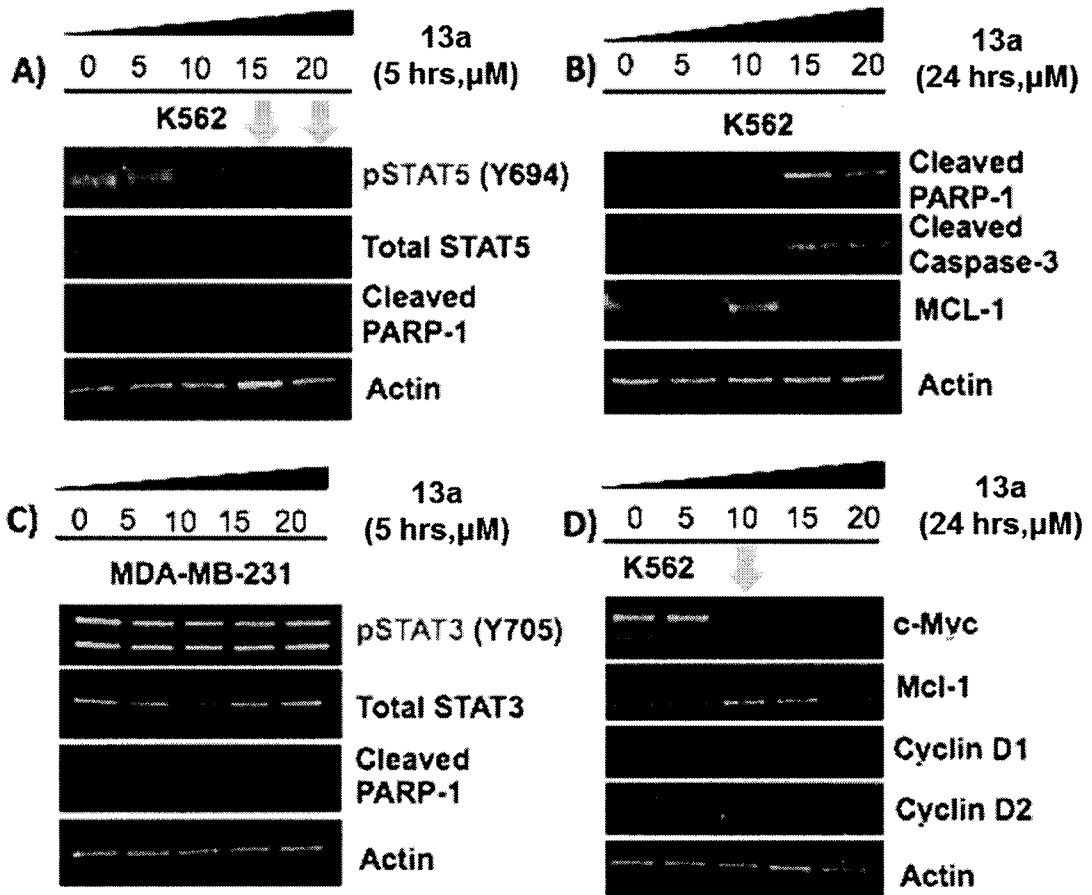 A)
0 5 10 15 20
13a
(5 hrs,μM)
K562
pSTAT5 (Y694)
Total STAT5
Cleaved
PARP-1
Actin
B)
0 5 10 15 20
13a
(24 hrs,μM)
K562
Cleaved
PARP-1
Cleaved
Caspase-3
MCL-1
Actin
C)
0 5 10 15 20
13a
(5 hrs,μM)
MDA-MB-231
pSTAT3 (Y705)
Total STAT3
Cleaved
PARP-1
Actin
D)
0 5 10 15 20
13a
(24 hrs,μM)
K562
c-Myc
Mcl-1
Cyclin D1
Cyclin D2
Actin